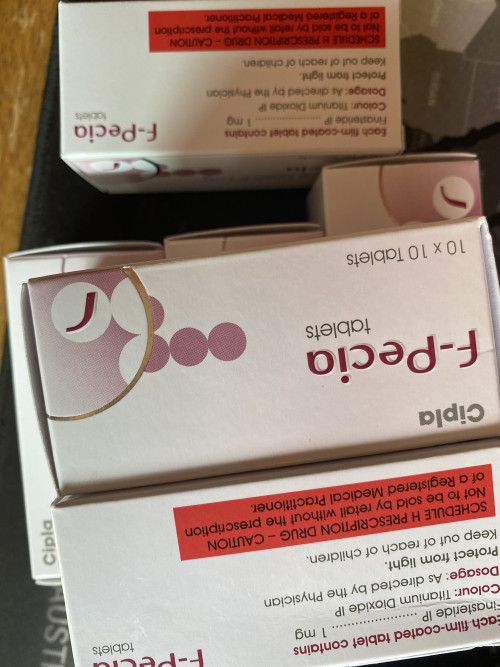 Each film-coated tablet contains
Finasteride IP ........................ 1 mg
Colour: Titanium Dioxide IP
Dosage: As directed by the Physician
Protect from light.
Keep out of reach of children.
SCHEDULE H PRESCRIPTION DRUG – CAUTION
Not to be sold by retail without the prescription
of a Registered Medical Practitioner.
f-Pecia
tablets
Cipla
f-Pecia
tablets
10 x 10 Tablets
Cipla
Each film-coated tablet contains
Finasteride IP ........................ 1 mg
Colour: Titanium Dioxide IP
Dosage: As directed by the Physician
Protect from light.
Keep out of reach of children.
SCHEDULE H PRESCRIPTION DRUG – CAUTION
Not to be sold by retail without the prescription
of a Registered Medical Practitioner.
f-Pecia
tablets